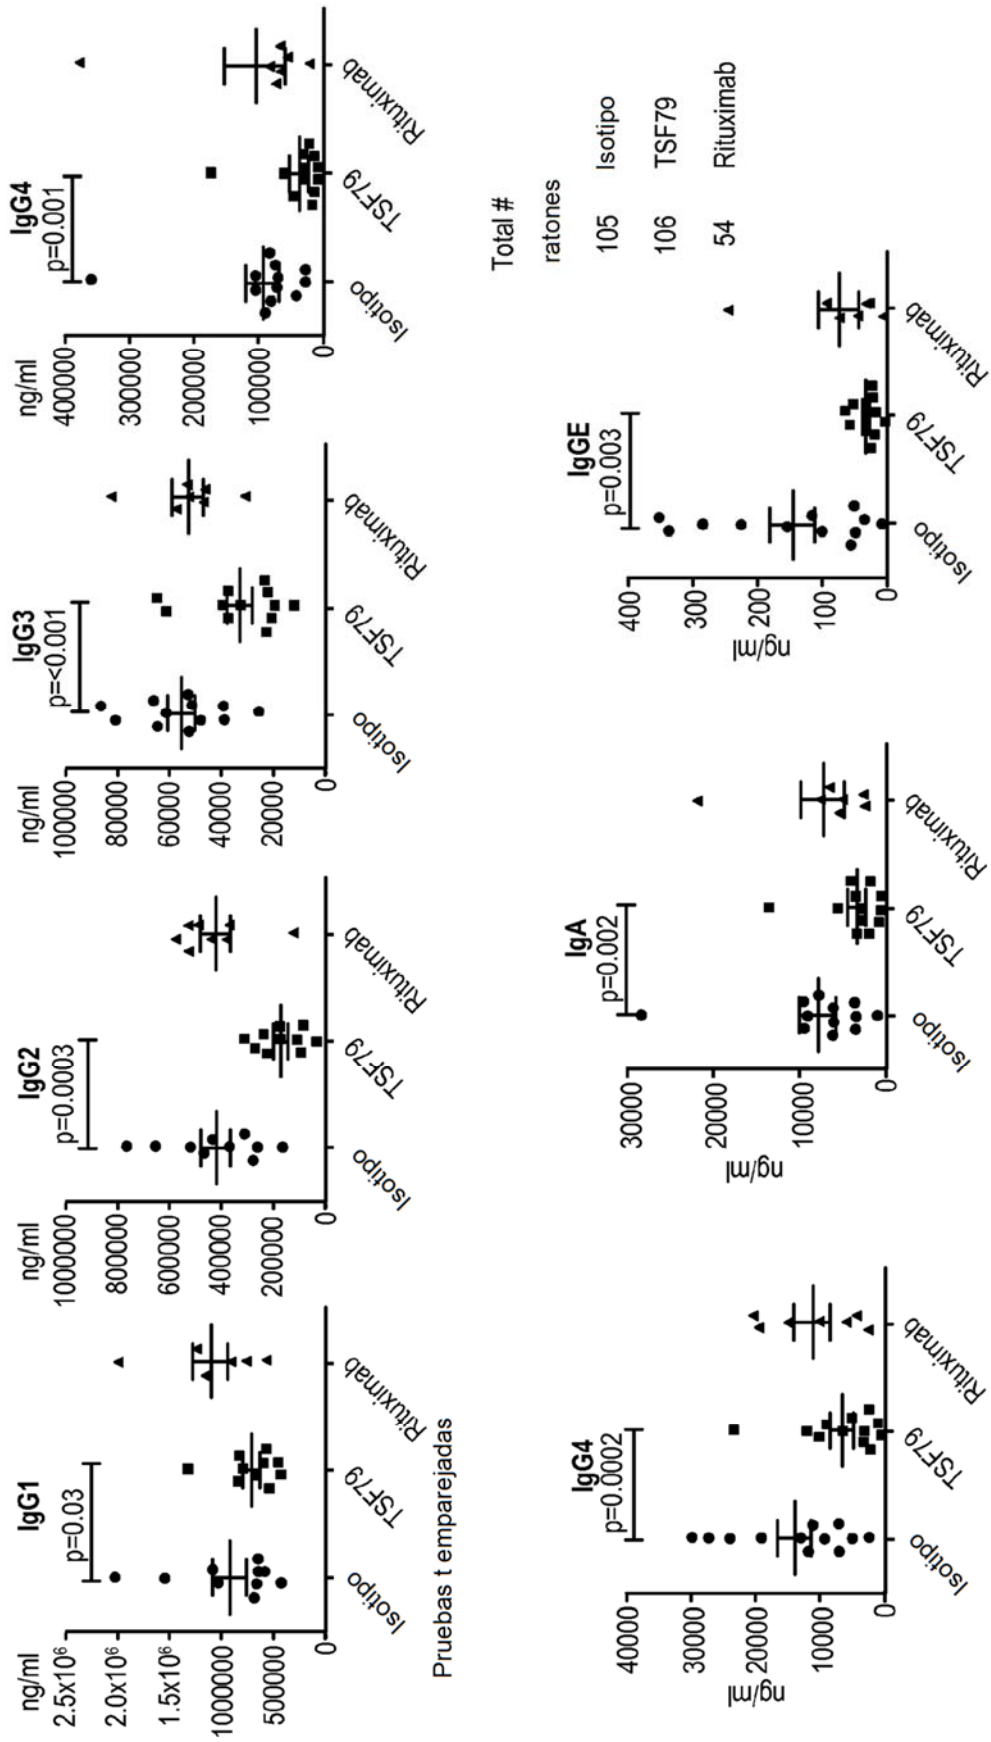 IgG1
p=0.03
ng/ml
2.5x10⁶
2.0x10⁶
1.5x10⁶
1000000
500000
0
Isotipo
TSF79
Rituximab
IgG2
p=0.0003
ng/ml
1000000
800000
600000
400000
200000
0
Isotipo
TSF79
Rituximab
IgG3
p=<0.001
ng/ml
100000
80000
60000
40000
20000
0
Isotipo
TSF79
Rituximab
IgG4
p=0.001
ng/ml
400000
300000
200000
100000
0
Isotipo
TSF79
Rituximab
Pruebas t emparejadas
IgG4
p=0.0002
ng/ml
40000
30000
20000
10000
0
Isotipo
TSF79
Rituximab
IgA
p=0.002
ng/ml
30000
20000
10000
0
Isotipo
TSF79
Rituximab
IgGE
p=0.003
ng/ml
400
300
200
100
0
Isotipo
TSF79
Rituximab
Total #
ratones
105 Isotipo
106 TSF79
54 Rituximab